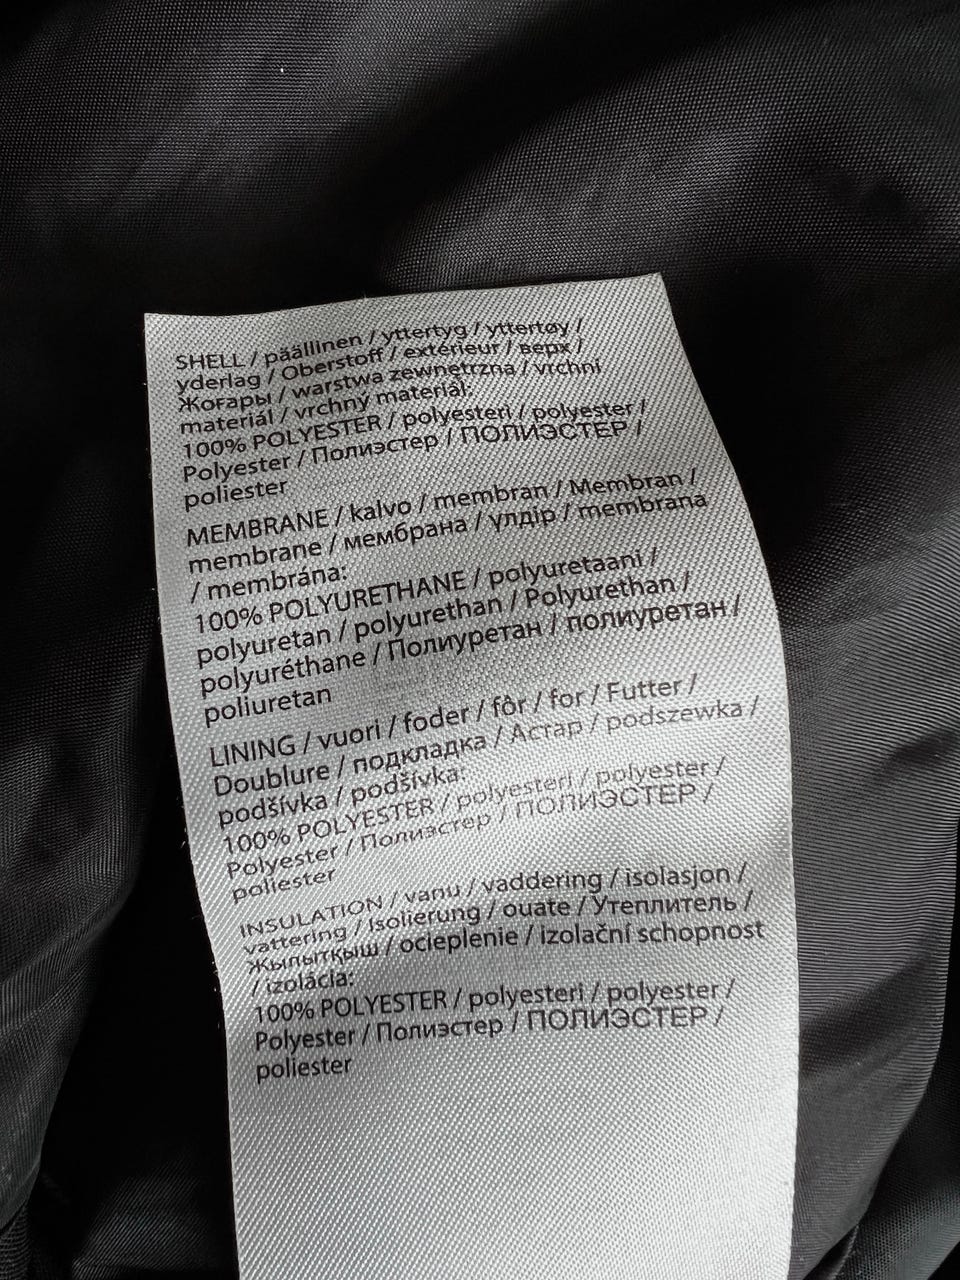 SHELL / päällinen / yttertyg / yttertøy /
yderlag / Oberstoff / extérieur / верх /
Жоғары / warstwa zewnętrzna / vrchní
materiál / vrchný materiál:
100% POLYESTER / polyesteri / polyester /
Polyester / Полиэстер / ПОЛИЭСТЕР /
poliester
MEMBRANE / kalvo / membran / Membran /
membrane / мембрана / үлдір / membrana
/ membrána:
100% POLYURETHANE / polyuretaani /
polyuretan / polyurethan / Polyurethan /
polyuréthane / Полиуретан / полиуретан /
poliuretan
LINING / vuori / foder / fôr / for / Futter /
Doublure / подкладка / Астар / podszewka /
podšívka / podšívka:
100% POLYESTER / polyesteri / polyester /
Polyester / Полиэстер / ПОЛИЭСТЕР /
poliester
INSULATION / vanu / vaddering / isolasjon /
vattering / Isolierung / ouate / Утеплитель /
Жылытқыш / ocieplenie / izolační schopnost
/ izolácia:
100% POLYESTER / polyesteri / polyester /
Polyester / Полиэстер / ПОЛИЭСТЕР /
poliester